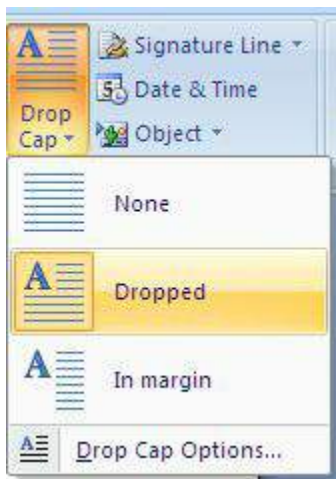 Drop
Cap
Signature Line
Date & Time
Object
None
Dropped
In margin
Drop Cap Options...